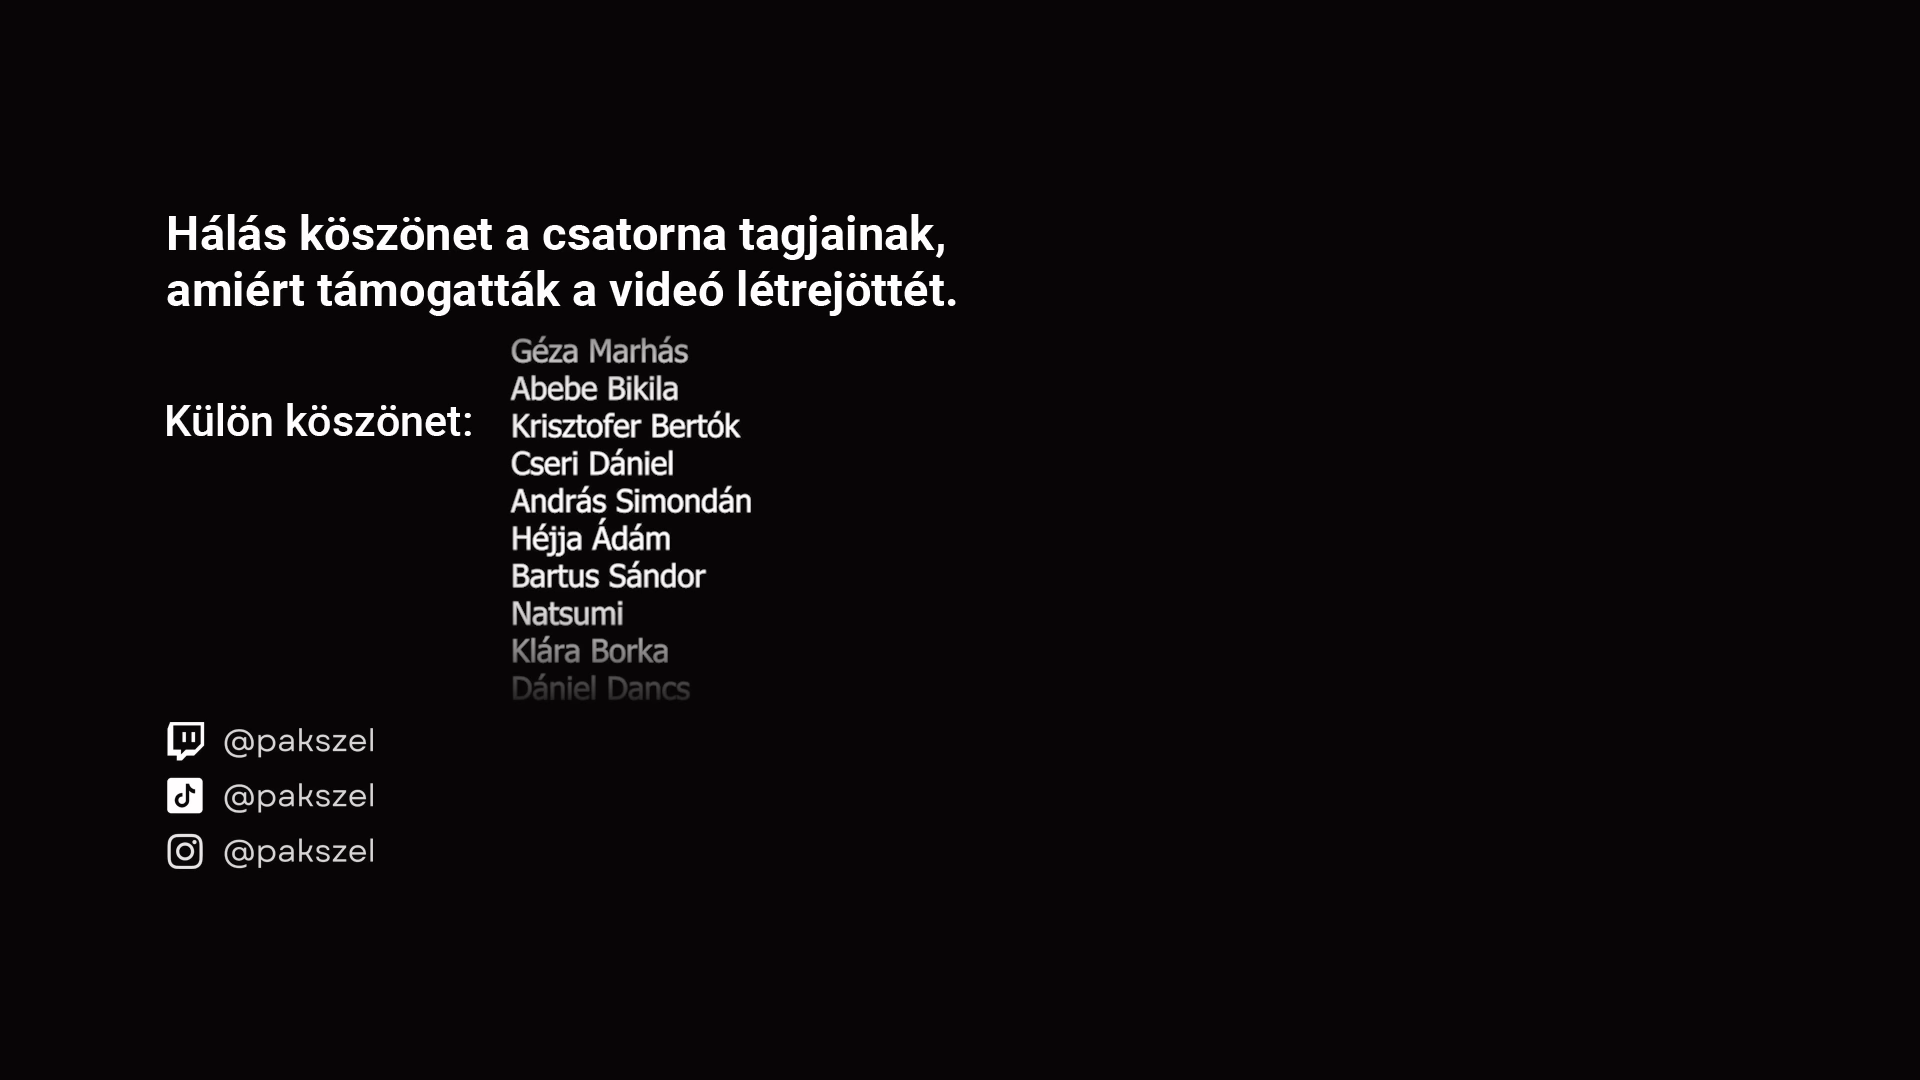 Hálás köszönet a csatorna tagjainak,
amiért támogatták a videó létrejöttét.
Külön köszönet:
Géza Marhás
Abebe Bikila
Krisztofer Bertók
Cseri Dániel
András Simondán
Héjja Ádám
Bartus Sándor
Natsumi
Klára Borka
Dániel Dancs
@pakszel
@pakszel
@pakszel